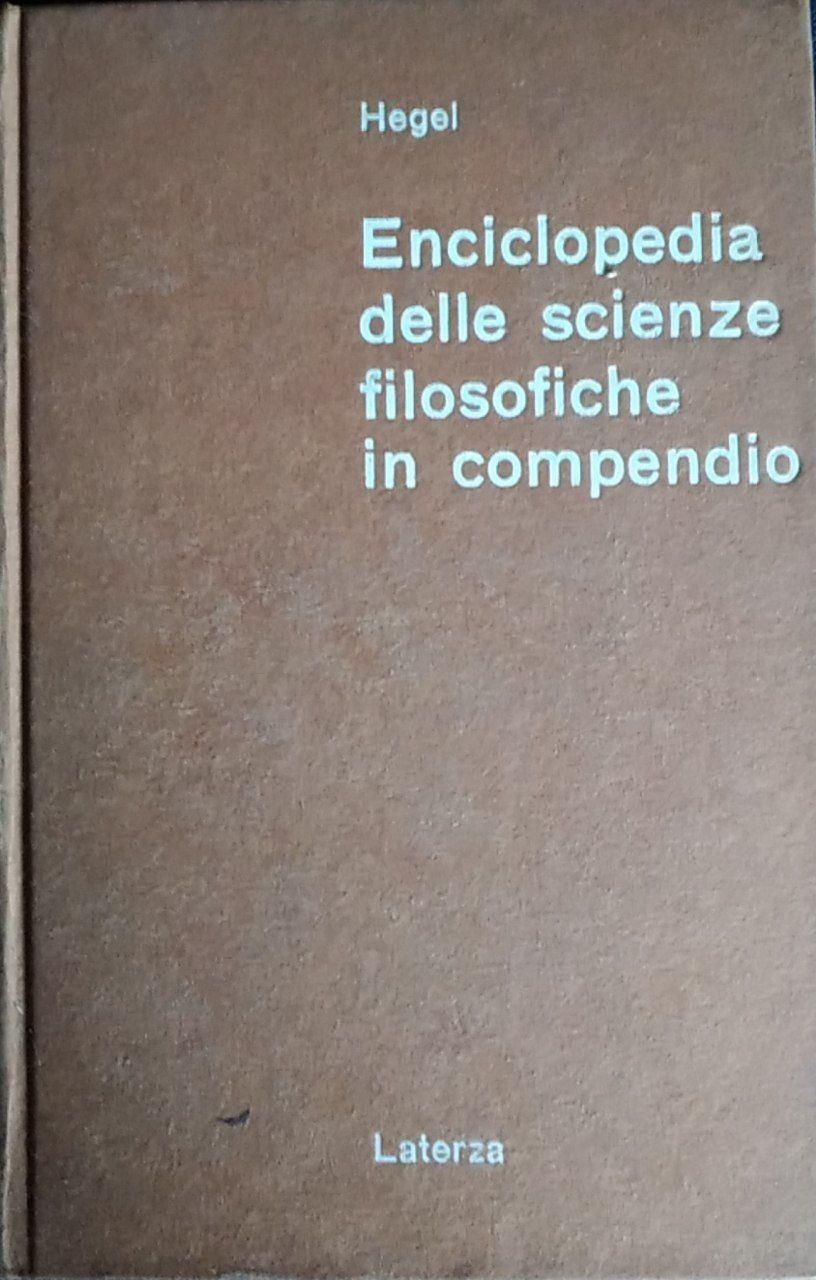 Hegel
Enciclopedia
delle scienze
filosofiche
in compendio
Laterza